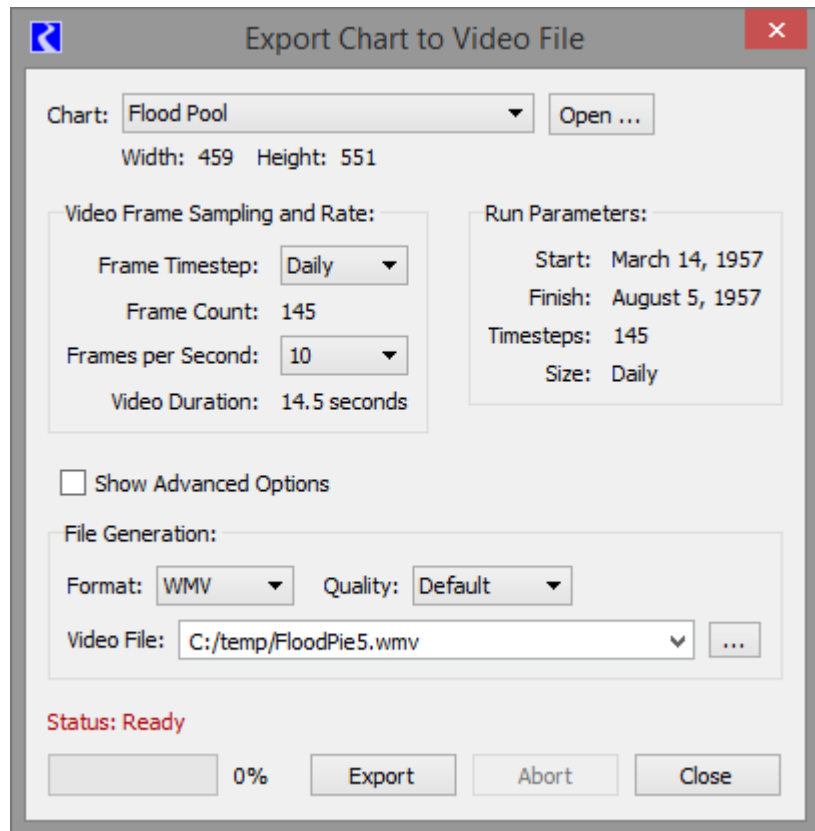 Export Chart to Video File
Chart: Flood Pool Open ...
Width: 459 Height: 551
Video Frame Sampling and Rate:
Frame Timestep: Daily
Frame Count: 145
Frames per Second: 10
Video Duration: 14.5 seconds
Run Parameters:
Start: March 14, 1957
Finish: August 5, 1957
Timesteps: 145
Size: Daily
Show Advanced Options
File Generation:
Format: WMV Quality: Default
Video File: C:/temp/FloodPie5.wmv ...
Status: Ready
0% Export Abort Close